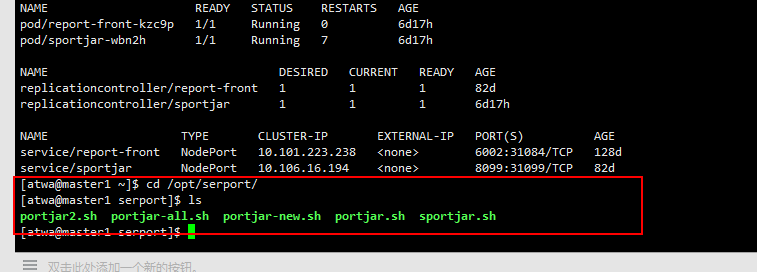 NAME READY STATUS RESTARTS AGE
pod/report-front-kzc9p 1/1 Running 0 6d17h
pod/sportjar-wbn2h 1/1 Running 7 6d17h
NAME DESIRED CURRENT READY AGE
replicationcontroller/report-front 1 1 1 82d
replicationcontroller/sportjar 1 1 1 6d17h
NAME TYPE CLUSTER-IP EXTERNAL-IP PORT(S) AGE
service/report-front NodePort 10.101.223.238 <none> 6002:31084/TCP 128d
service/sportjar NodePort 10.106.16.194 <none> 8099:31099/TCP 82d
[atwa@master1 ~]$ cd /opt/serport/
[atwa@master1 serport]$ ls
portjar2.sh portjar-all.sh portjar-new.sh portjar.sh sportjar.sh
[atwa@master1 serport]$
双击此处添加一个新的按钮。